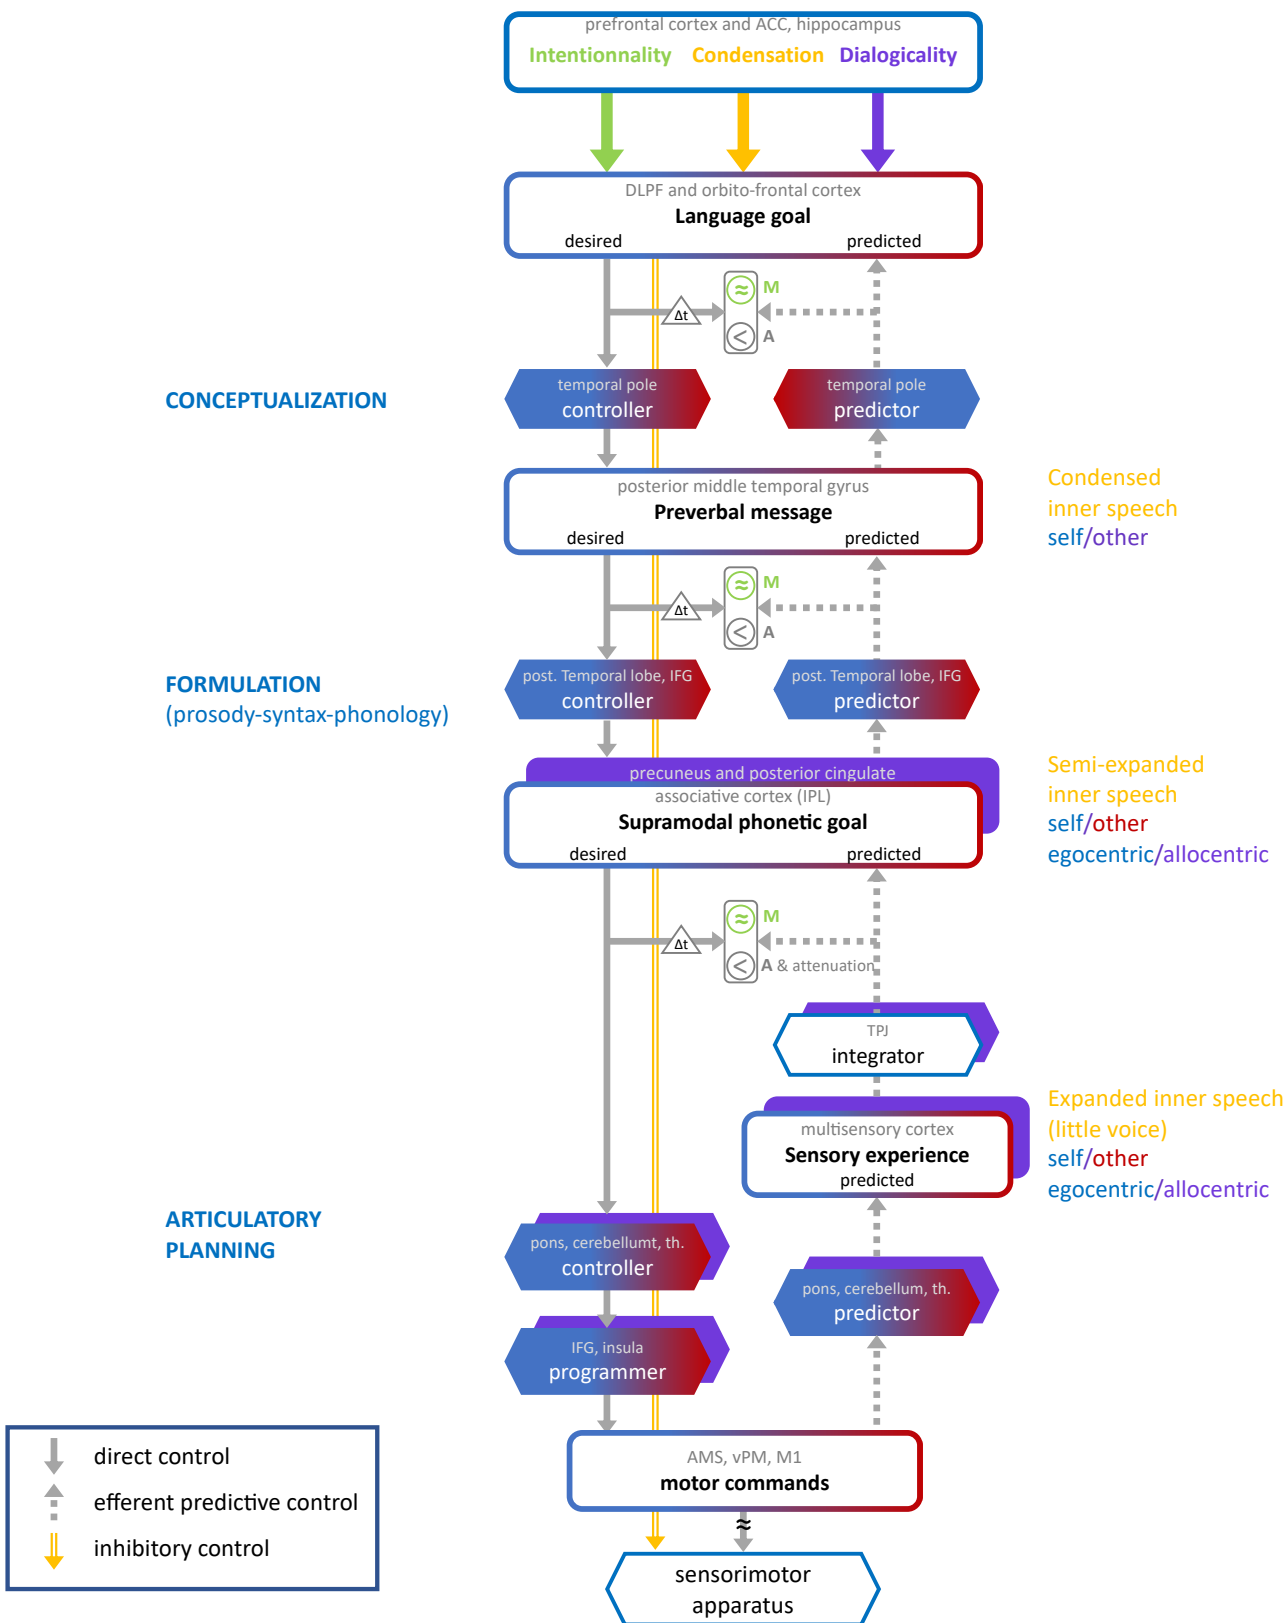 prefrontal cortex and ACC, hippocampus
Intentionnality Condensation Dialogicality
DLPF and orbito-frontal cortex
Language goal
desired predicted
≈ M
Δt
< A
CONCEPTUALIZATION
temporal pole
controller
temporal pole
predictor
posterior middle temporal gyrus
Preverbal message
desired predicted
Condensed
inner speech
self/other
≈ M
Δt
< A
FORMULATION
(prosody-syntax-phonology)
post. Temporal lobe, IFG
controller
post. Temporal lobe, IFG
predictor
precuneus and posterior cingulate
associative cortex (IPL)
Supramodal phonetic goal
desired predicted
Semi-expanded
inner speech
self/other
egocentric/allocentric
≈ M
Δt
< A & attenuation
TPJ
integrator
multisensory cortex
Sensory experience
predicted
Expanded inner speech
(little voice)
self/other
egocentric/allocentric
ARTICULATORY
PLANNING
pons, cerebellumt, th.
controller
pons, cerebellum, th.
predictor
IFG, insula
programmer
AMS, vPM, M1
motor commands
≈
sensorimotor
apparatus
direct control
efferent predictive control
inhibitory control